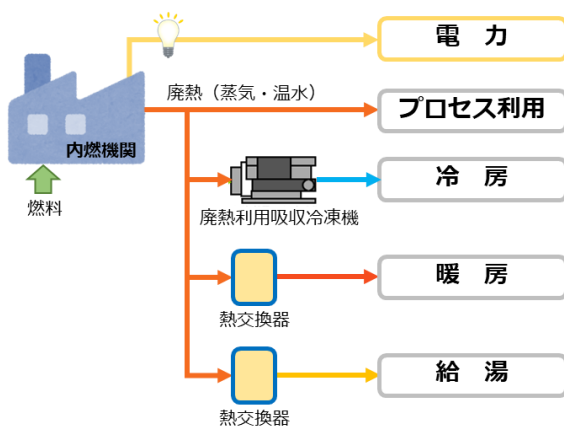 電　力
廃熱（蒸気・温水）
プロセス利用
内燃機関
燃料
冷　房
廃熱利用吸収冷凍機
暖　房
熱交換器
給　湯
熱交換器